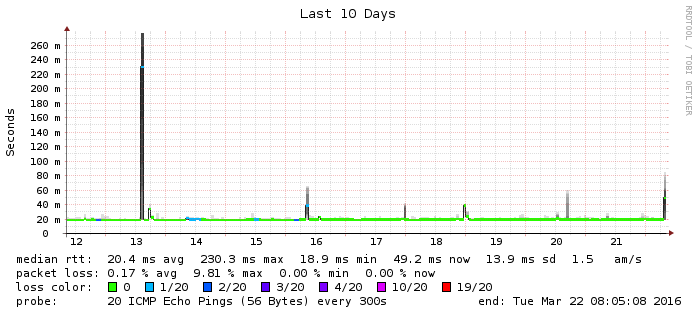 Last 10 Days
RRDTOOL / TOBI OETIKER
Seconds
260 m
240 m
220 m
200 m
180 m
160 m
140 m
120 m
100 m
80 m
60 m
40 m
20 m
0
12 13 14 15 16 17 18 19 20 21
median rtt: 20.4 ms avg 230.3 ms max 18.9 ms min 49.2 ms now 13.9 ms sd 1.5 am/s
packet loss: 0.17 % avg 9.81 % max 0.00 % min 0.00 % now
loss color: 0 1/20 2/20 3/20 4/20 10/20 19/20
probe: 20 ICMP Echo Pings (56 Bytes) every 300s end: Tue Mar 22 08:05:08 2016